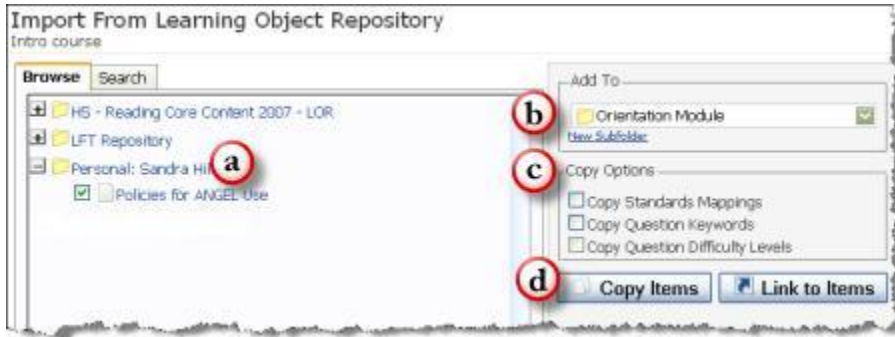 Import From Learning Object Repository
Intro course
Browse Search
HS - Reading Core Content 2007 - LOR
LFT Repository
Personal: Sandra
a
Policies for ANGEL Use
Add To
b
Orientation Module
New Subfolder
c
Copy Options
Copy Standards Mappings
Copy Question Keywords
Copy Question Difficulty Levels
d
Copy Items Link to Items